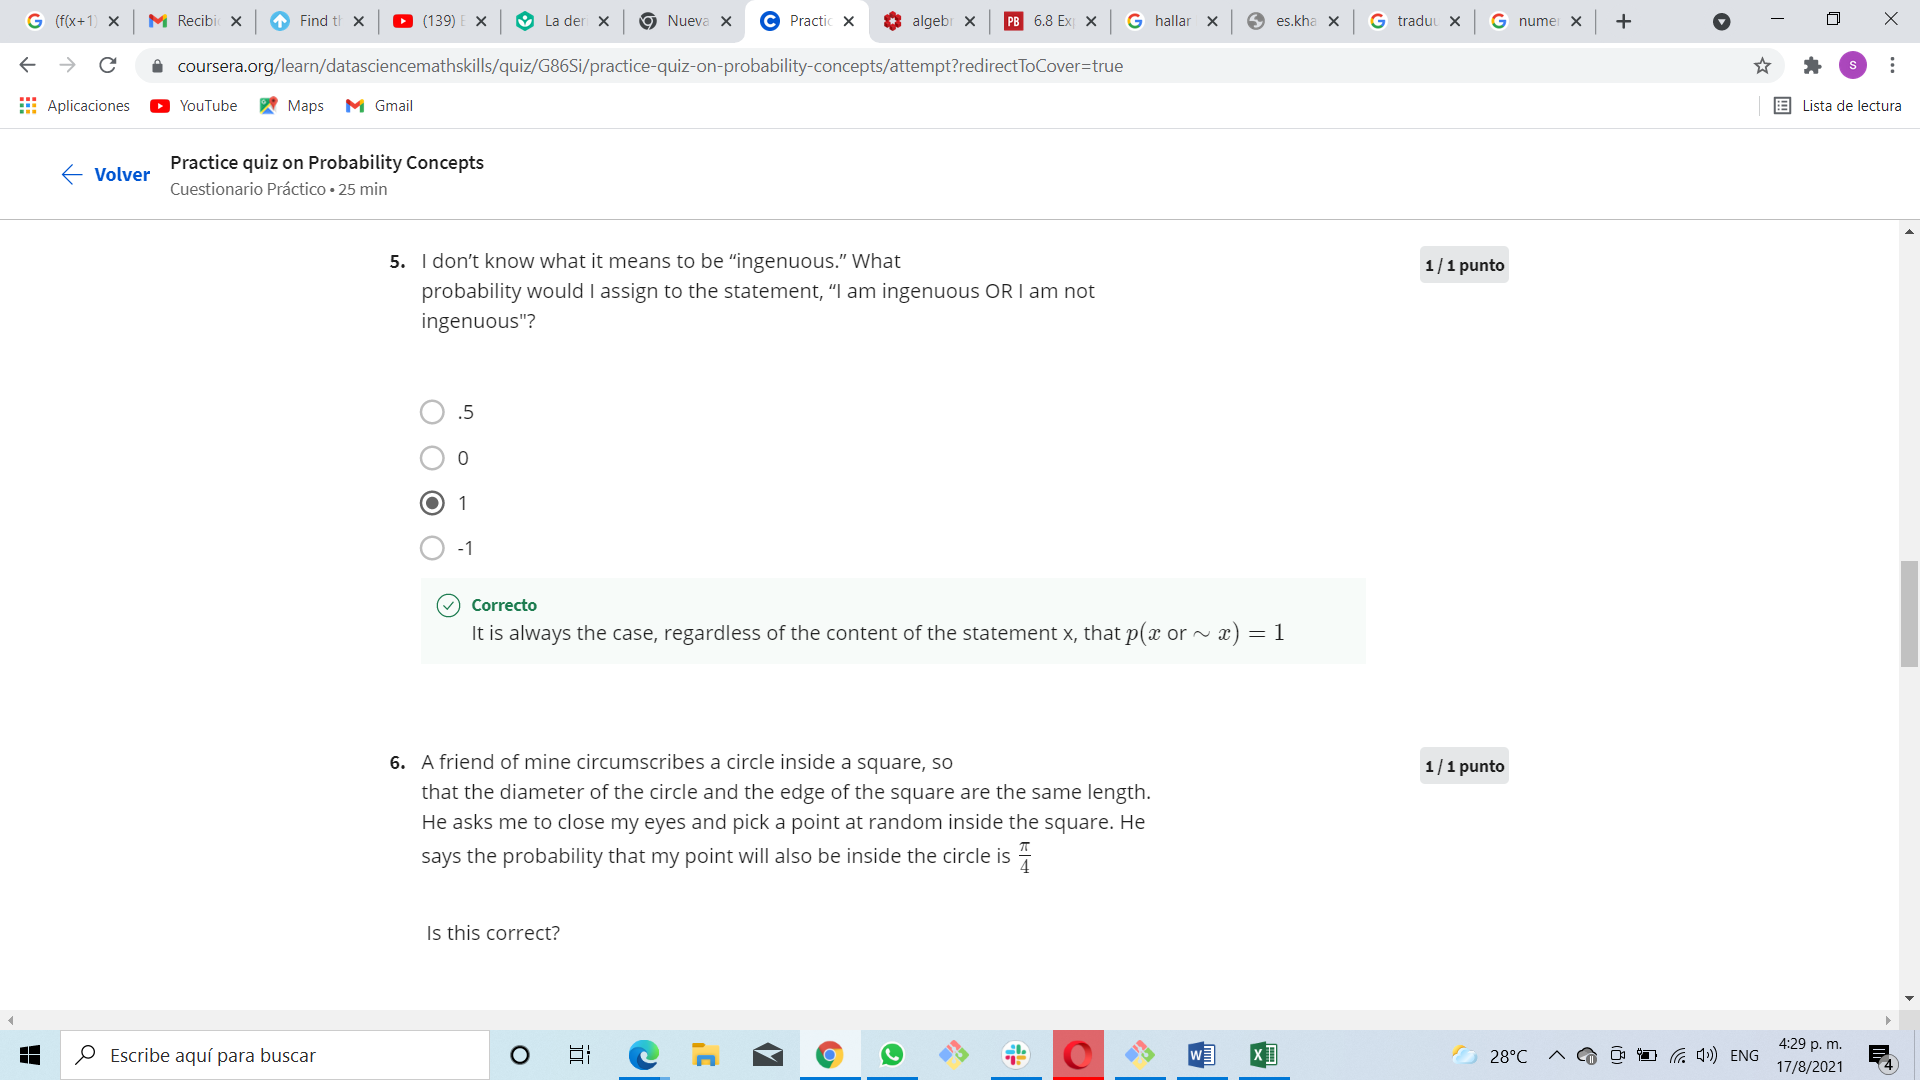 (f(x+1)
Recibi
Find th
(139) E
La deri
Nueva
Practic
algebr
PB 6.8 Exp
hallar
es.kha
traduc
numer
coursera.org/learn/datasciencemathskills/quiz/G86Si/practice-quiz-on-probability-concepts/attempt?redirectToCover=true
s
Aplicaciones
YouTube
Maps
Gmail
Lista de lectura
Volver
Practice quiz on Probability Concepts
Cuestionario Práctico • 25 min
5. I don’t know what it means to be “ingenuous.” What
probability would I assign to the statement, “I am ingenuous OR I am not
ingenuous"?
1 / 1 punto
.5
0
1
-1
Correcto
It is always the case, regardless of the content of the statement x, that p(x or ∼ x) = 1
6. A friend of mine circumscribes a circle inside a square, so
that the diameter of the circle and the edge of the square are the same length.
He asks me to close my eyes and pick a point at random inside the square. He
says the probability that my point will also be inside the circle is π/4
1 / 1 punto
Is this correct?
Escribe aquí para buscar
28°C
ENG
4:29 p. m.
17/8/2021
4